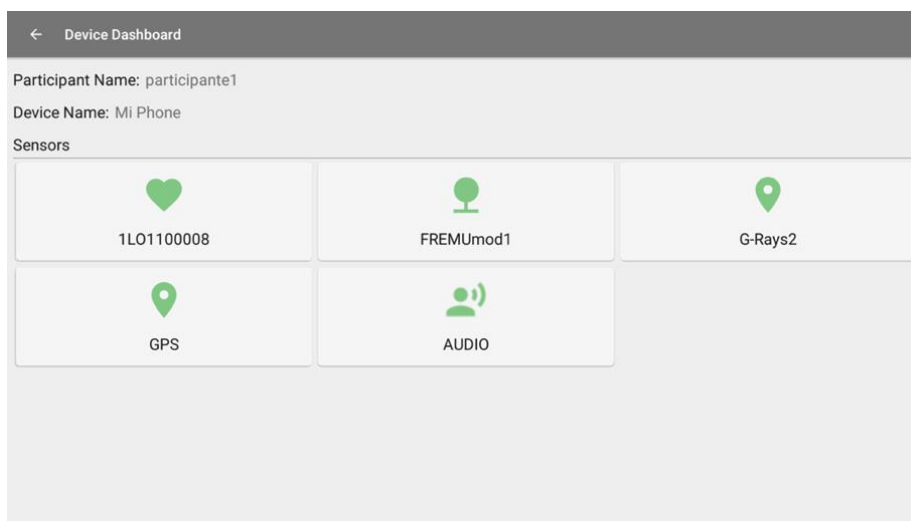 Device Dashboard
Participant Name: participante1
Device Name: Mi Phone
Sensors
1LO1100008
FREMUmod1
G-Rays2
GPS
AUDIO